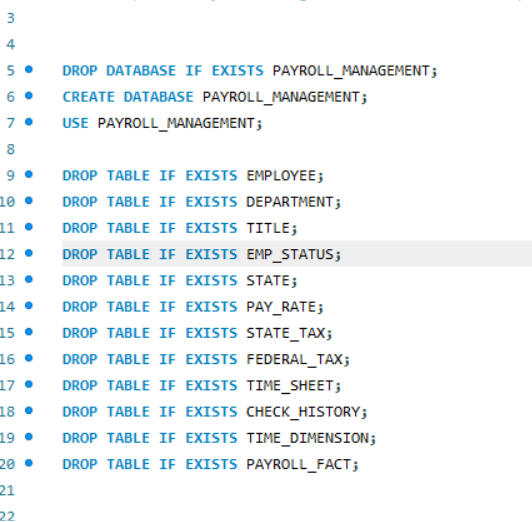 3
4
5 DROP DATABASE IF EXISTS PAYROLL_MANAGEMENT;
6 CREATE DATABASE PAYROLL_MANAGEMENT;
7 USE PAYROLL_MANAGEMENT;
8
9 DROP TABLE IF EXISTS EMPLOYEE;
10 DROP TABLE IF EXISTS DEPARTMENT;
11 DROP TABLE IF EXISTS TITLE;
12 DROP TABLE IF EXISTS EMP_STATUS;
13 DROP TABLE IF EXISTS STATE;
14 DROP TABLE IF EXISTS PAY_RATE;
15 DROP TABLE IF EXISTS STATE_TAX;
16 DROP TABLE IF EXISTS FEDERAL_TAX;
17 DROP TABLE IF EXISTS TIME_SHEET;
18 DROP TABLE IF EXISTS CHECK_HISTORY;
19 DROP TABLE IF EXISTS TIME_DIMENSION;
20 DROP TABLE IF EXISTS PAYROLL_FACT;
21
22